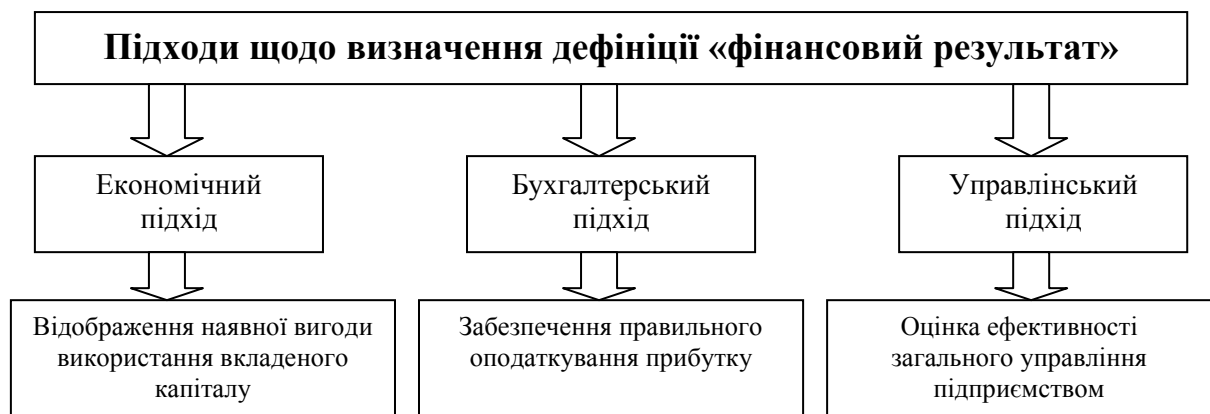 Підходи щодо визначення дефініції «фінансовий результат»
Економічний
підхід
Бухгалтерський
підхід
Управлінський
підхід
Відображення наявної вигоди
використання вкладеного
капіталу
Забезпечення правильного
оподаткування прибутку
Оцінка ефективності
загального управління
підприємством